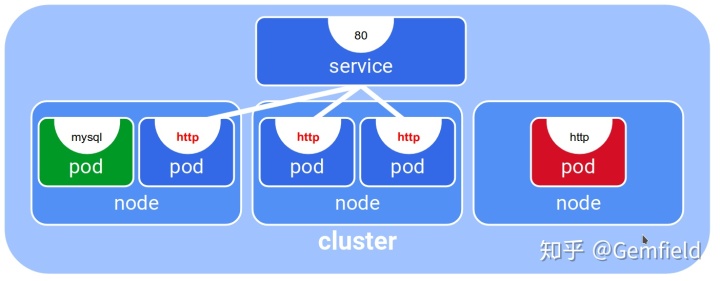 80
service
mysql
http
http
http
http
pod
pod
pod
pod
pod
node
node
node
cluster
知乎 @Gemfield